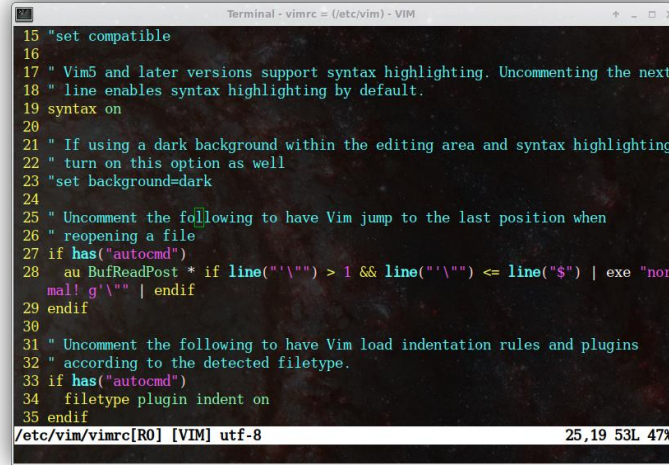 Terminal - vimrc = (/etc/vim) - VIM
15 "set compatible
16
17 " Vim5 and later versions support syntax highlighting. Uncommenting the next
18 " line enables syntax highlighting by default.
19 syntax on
20
21 " If using a dark background within the editing area and syntax highlighting
22 " turn on this option as well
23 "set background=dark
24
25 " Uncomment the following to have Vim jump to the last position when
26 " reopening a file
27 if has("autocmd")
28   au BufReadPost * if line("'\"") > 1 && line("'\"") <= line("$") | exe "nor
mal! g'\"" | endif
29 endif
30
31 " Uncomment the following to have Vim load indentation rules and plugins
32 " according to the detected filetype.
33 if has("autocmd")
34   filetype plugin indent on
35 endif
/etc/vim/vimrc[RO] [VIM] utf-8 25,19 53L 47%